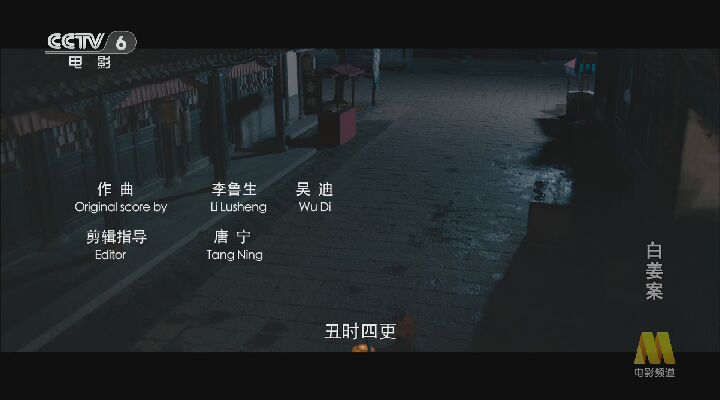 CCTV 6
电影
作曲 李鲁生 吴迪
Original score by Li Lusheng Wu Di
剪辑指导 唐宁
Editor Tang Ning
白姜案
丑时四吏
电影频道